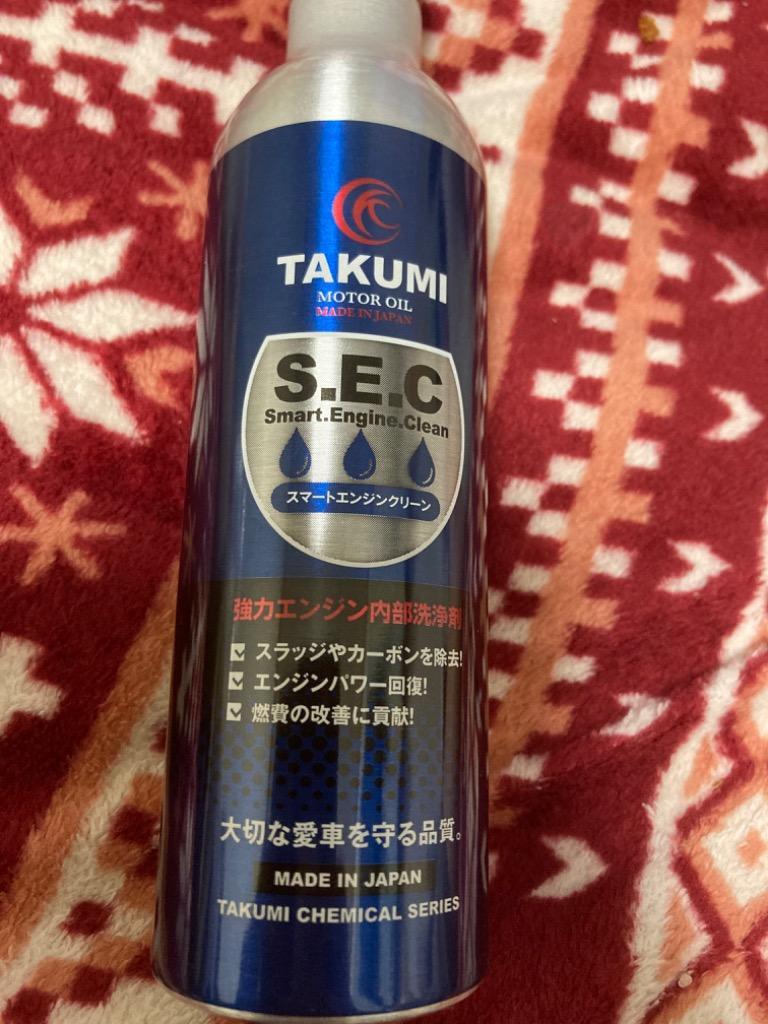 TAKUMI
MOTOR OIL
MADE IN JAPAN
S.E.C
Smart.Engine.Clean
スマートエンジンクリーン
強力エンジン内部洗浄剤
スラッジやカーボンを除去!
エンジンパワー回復!
燃費の改善に貢献!
大切な愛車を守る品質。
MADE IN JAPAN
TAKUMI CHEMICAL SERIES